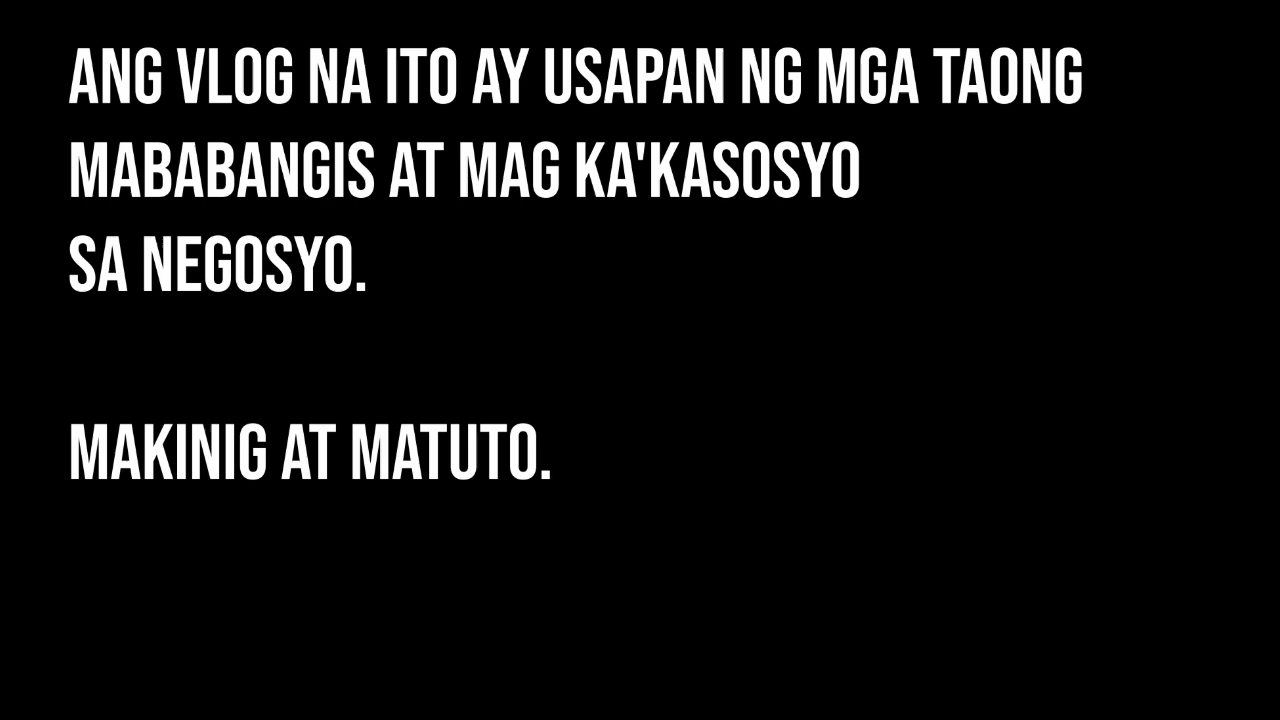 ANG VLOG NA ITO AY USAPAN NG MGA TAONG
MABABANGIS AT MAG KA'KASOSYO
SA NEGOSYO.
MAKINIG AT MATUTO.